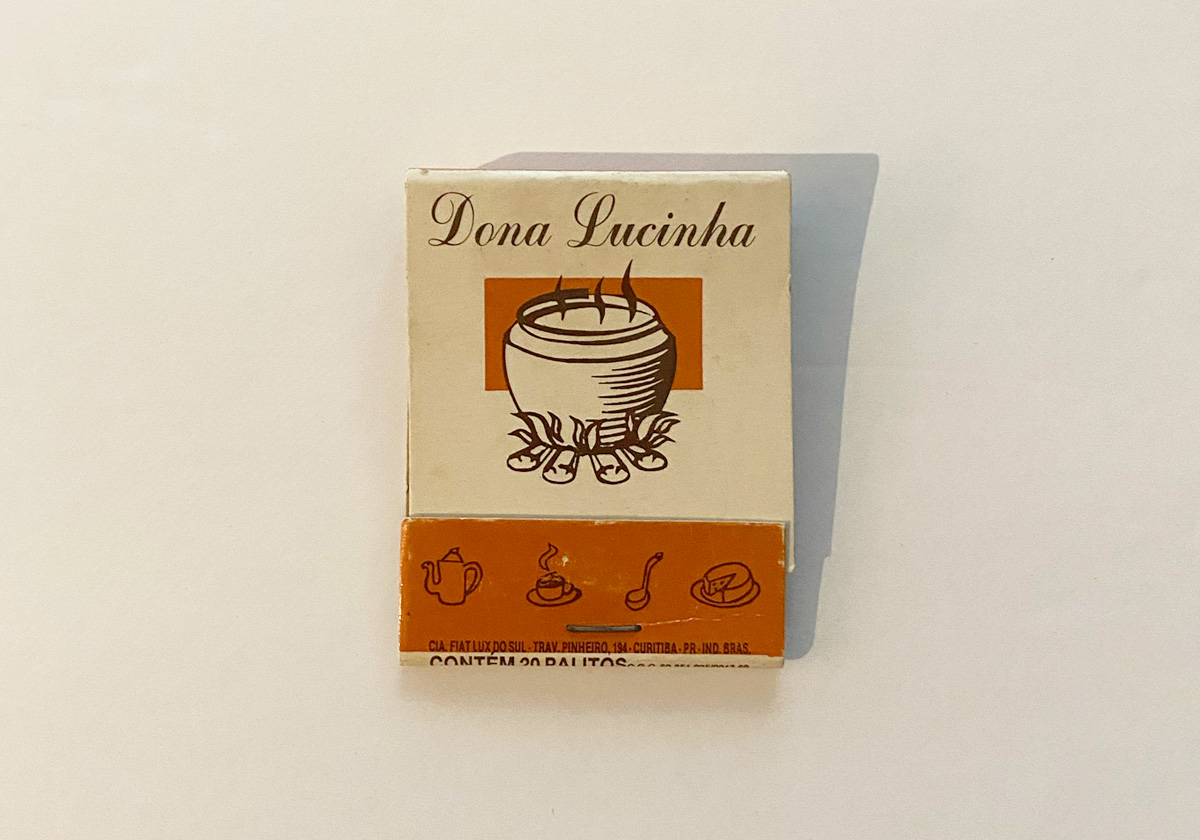 Dona Lucinha
CIA. FIAT LUX DO SUL - TRAV. PINHEIRO, 194 - CURITIBA - PR - IND. BRAS.
CONTÉM 20 PALITOS